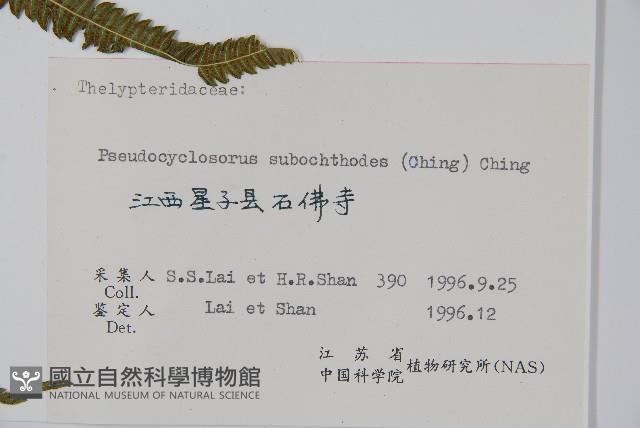 Thelypteridaceae:
Pseudocyclosorus subochthodes (Ching) Ching
江西星子县石佛寺
采集人 S.S.Lai et H.R.Shan 390 1996.9.25
Coll.
鉴定人 Lai et Shan 1996.12
Det.
江苏省
中国科学院 植物研究所(NAS)
國立自然科學博物館
NATIONAL MUSEUM OF NATURAL SCIENCE